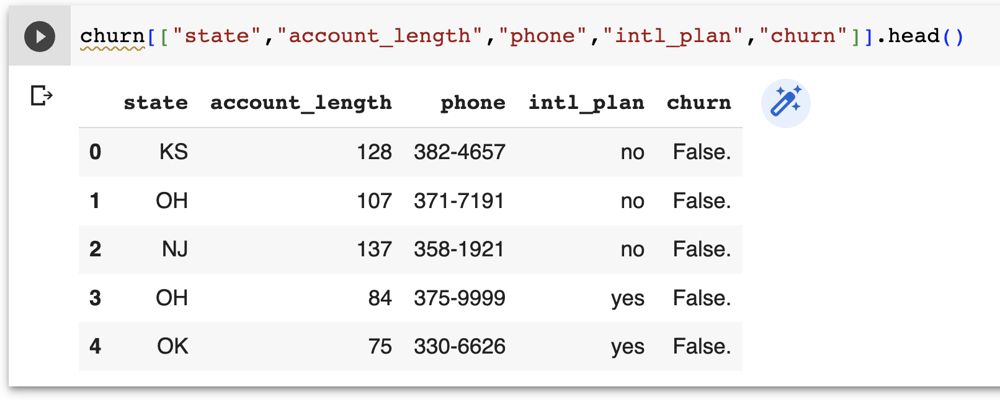 churn[["state","account_length","phone","intl_plan","churn"]].head()
state account_length phone intl_plan churn
0 KS 128 382-4657 no False.
1 OH 107 371-7191 no False.
2 NJ 137 358-1921 no False.
3 OH 84 375-9999 yes False.
4 OK 75 330-6626 yes False.